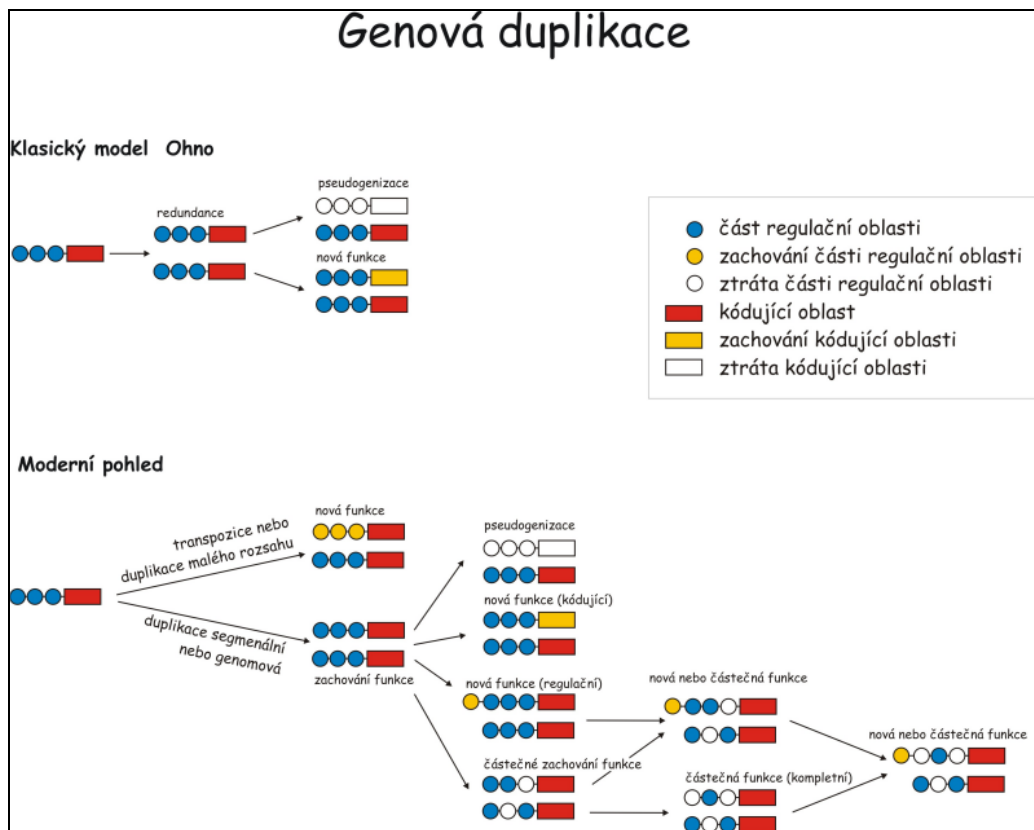 Genová duplikace
Klasický model Ohno
pseudogenizace
redundance
nová funkce
část regulační oblasti
zachování části regulační oblasti
ztráta části regulační oblasti
kódující oblast
zachování kódující oblasti
ztráta kódující oblasti
Moderní pohled
transpozice nebo
duplikace malého rozsahu
nová funkce
duplikace segmenální
nebo genomová
zachování funkce
pseudogenizace
nová funkce (kódující)
nová funkce (regulační)
částečné zachování funkce
nová nebo částečná funkce
částečná funkce (kompletní)
nová nebo částečná funkce